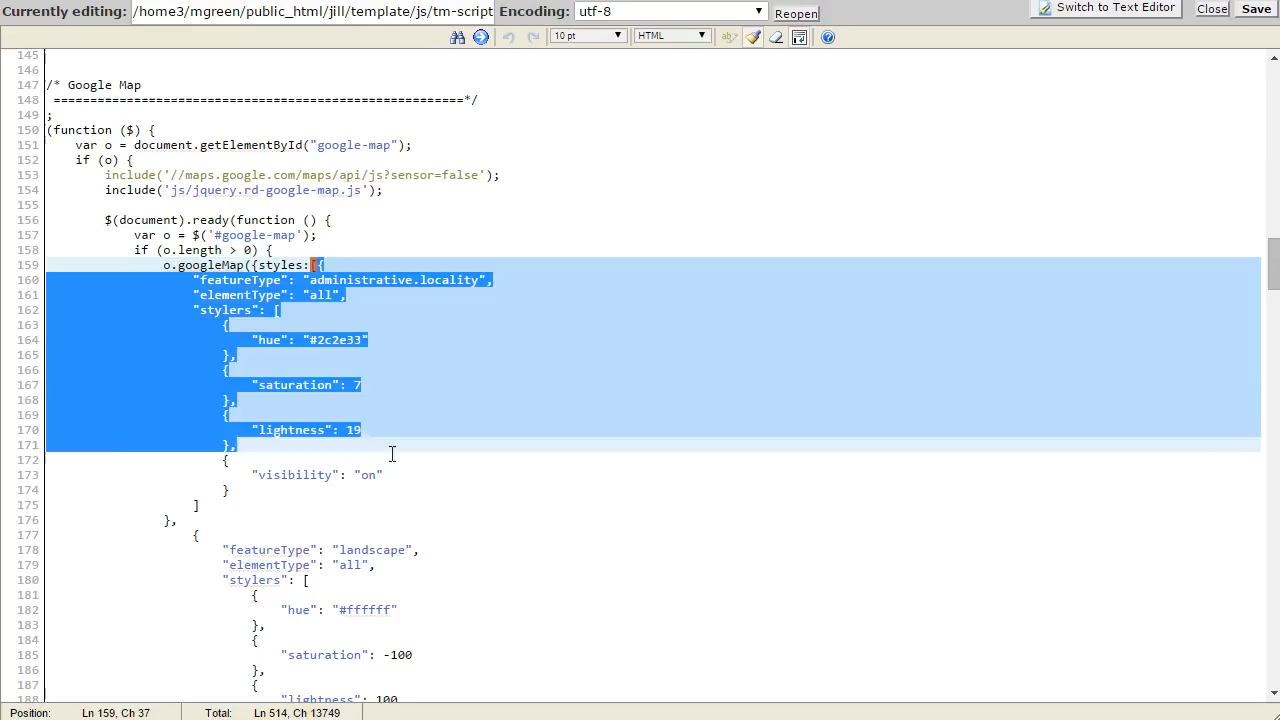 Currently editing: /home3/mgreen/public_html/jill/template/js/tm-script Encoding: utf-8 Reopen Switch to Text Editor Close Save
10 pt HTML
145
146
147 /* Google Map
148 ========================================================*/
149 ;
150 (function ($) {
151 var o = document.getElementById("google-map");
152 if (o) {
153 include('//maps.google.com/maps/api/js?sensor=false');
154 include('js/jquery.rd-google-map.js');
155
156 $(document).ready(function () {
157 var o = $('#google-map');
158 if (o.length > 0) {
159 o.googleMap({styles:[{
160 "featureType": "administrative.locality",
161 "elementType": "all",
162 "stylers": [
163 {
164 "hue": "#2c2e33"
165 },
166 {
167 "saturation": 7
168 },
169 {
170 "lightness": 19
171 },
172 {
173 "visibility": "on"
174 }
175 ]
176 },
177 {
178 "featureType": "landscape",
179 "elementType": "all",
180 "stylers": [
181 {
182 "hue": "#ffffff"
183 },
184 {
185 "saturation": -100
186 },
187 {
188 "lightness": 100
Position: Ln 159, Ch 37 Total: Ln 514, Ch 13749